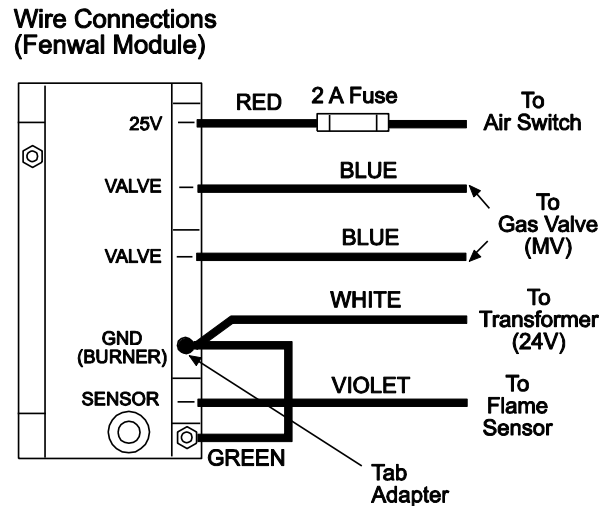 Wire Connections
(Fenwal Module)
RED
2 A Fuse
To
Air Switch
25V
BLUE
VALVE
To
Gas Valve
(MV)
BLUE
VALVE
WHITE
To
Transformer
(24V)
GND
(BURNER)
VIOLET
To
Flame
Sensor
SENSOR
GREEN
Tab
Adapter